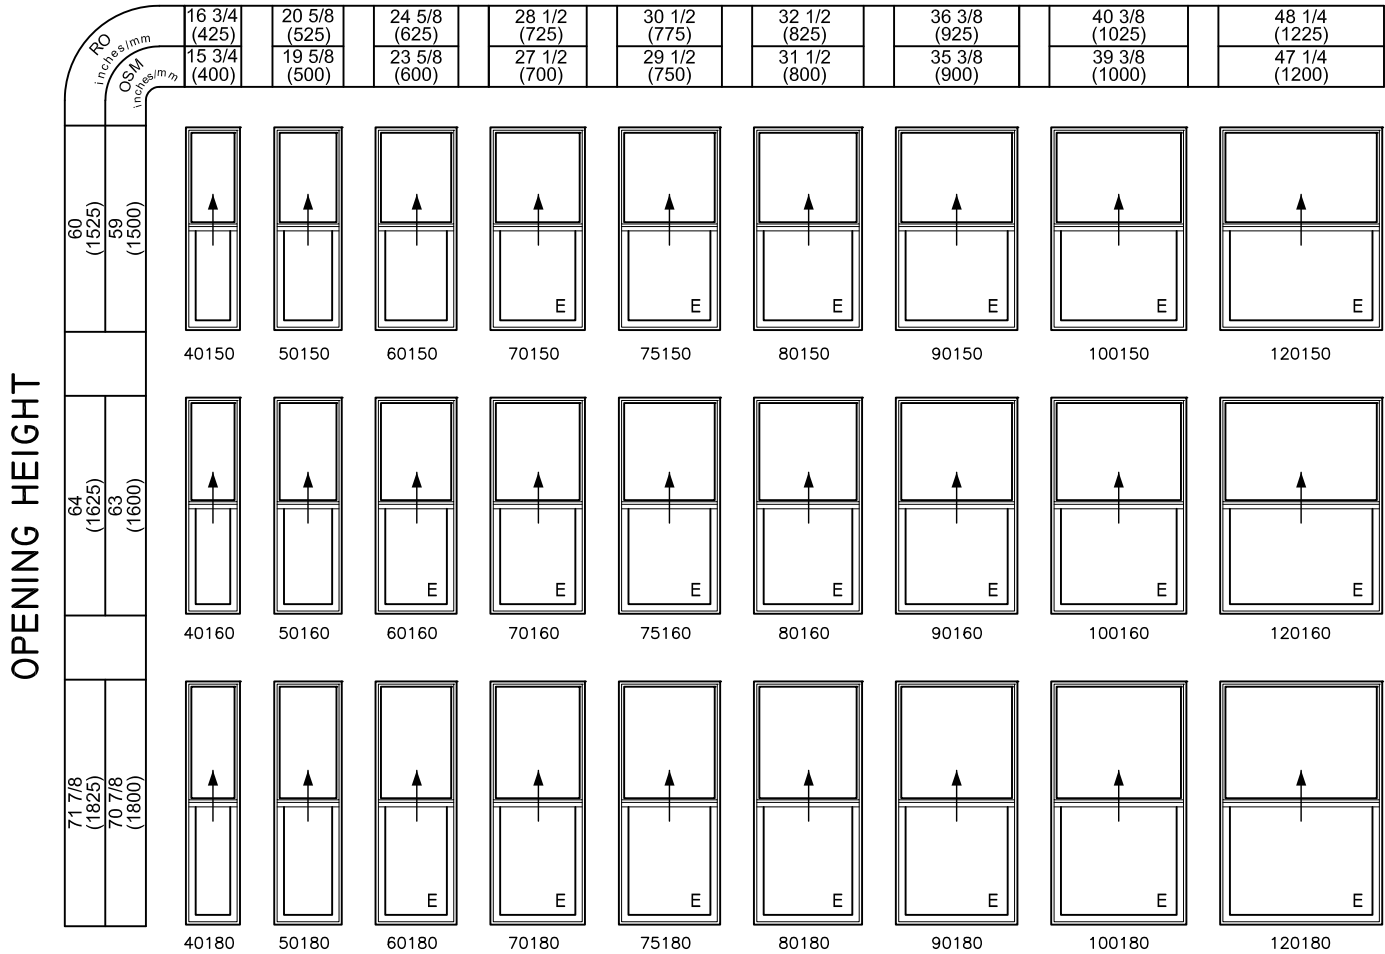 16 3/4 20 5/8 24 5/8 28 1/2 30 1/2 32 1/2 36 3/8 40 3/8 48 1/4
(425) (525) (625) (725) (775) (825) (925) (1025) (1225)
15 3/4 19 5/8 23 5/8 27 1/2 29 1/2 31 1/2 35 3/8 39 3/8 47 1/4
(400) (500) (600) (700) (750) (800) (900) (1000) (1200)
RO
inches/mm
OSM
inches/mm
OPENING HEIGHT
60
(1525)
59
(1500)
E E E E E E
40150 50150 60150 70150 75150 80150 90150 100150 120150
64
(1625)
63
(1600)
E E E E E E E
40160 50160 60160 70160 75160 80160 90160 100160 120160
71 7/8
(1825)
70 7/8
(1800)
E E E E E E E
40180 50180 60180 70180 75180 80180 90180 100180 120180